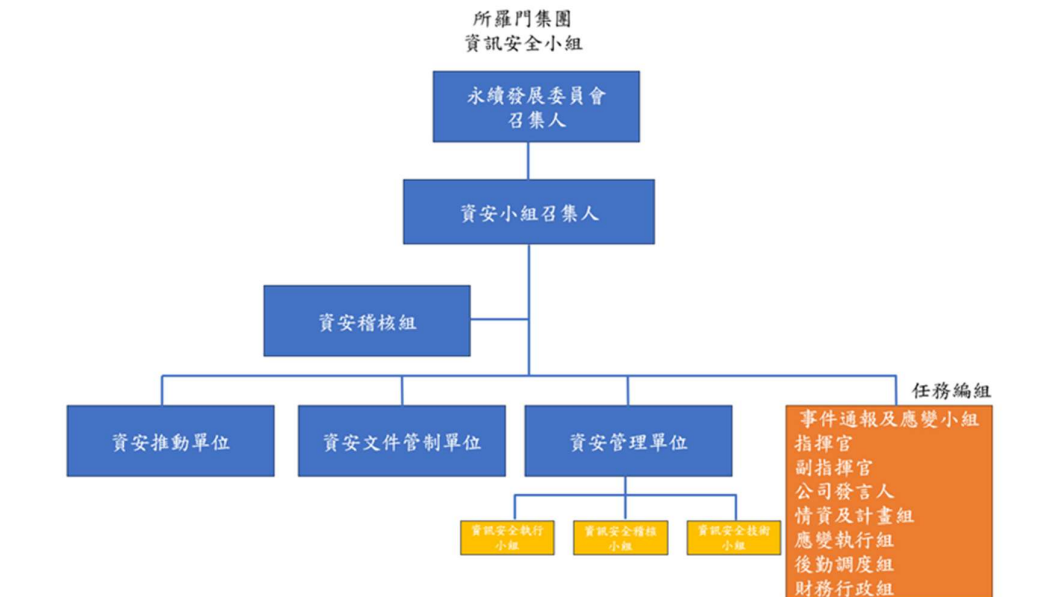 所羅門集團
資訊安全小組
永續發展委員會
召集人
資安小組召集人
資安稽核組
任務編組
資安推動單位
資安文件管制單位
資安管理單位
事件通報及應變小組
指揮官
副指揮官
公司發言人
情資及計畫組
應變執行組
後勤調度組
財務行政組
資訊安全執行
小組
資訊安全稽核
小組
資訊安全技術
小組